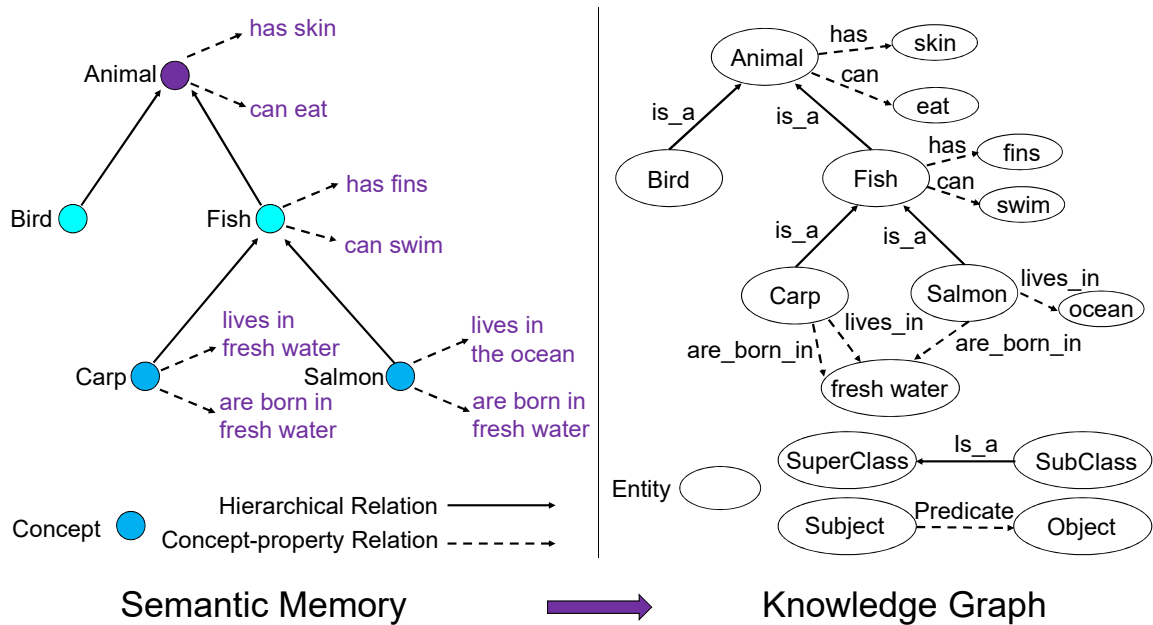 has skin
Animal
can eat
has fins
Bird
Fish
can swim
lives in
fresh water
lives in
the ocean
Carp
Salmon
are born in
fresh water
are born in
fresh water
Hierarchical Relation
Concept
Concept-property Relation
Semantic Memory
has
skin
Animal
can
eat
is_a
is_a
has
fins
Bird
Fish
can
swim
is_a
is_a
lives_in
Carp
Salmon
ocean
lives_in
are_born_in
are_born_in
fresh water
Is_a
SuperClass
SubClass
Entity
Predicate
Subject
Object
Knowledge Graph